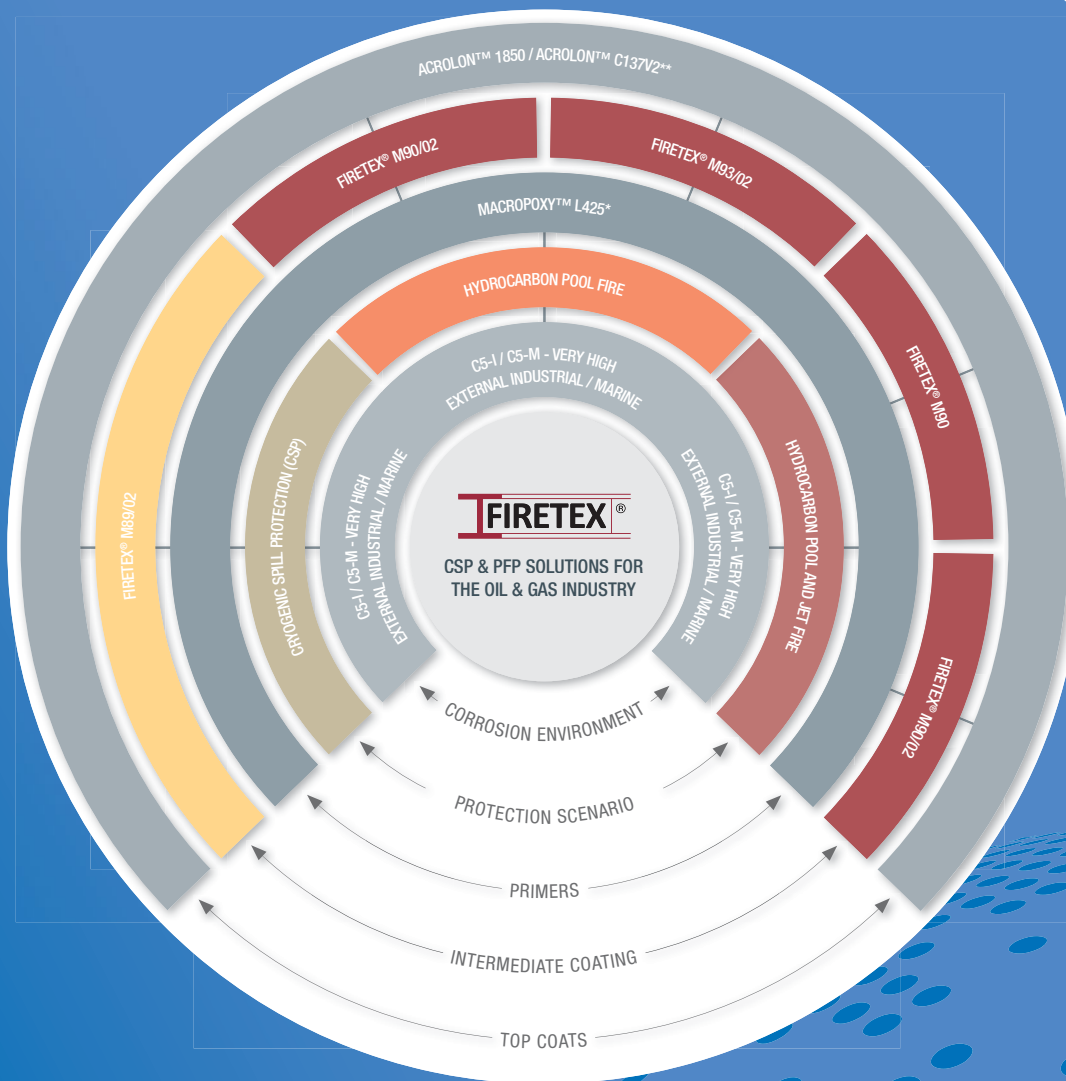 ACROLON™ 1850 / ACROLON™ C137V2**
FIRETEX® M90/02
FIRETEX® M93/02
MACROPOXY™ L425*
HYDROCARBON POOL FIRE
C5-I / C5-M - VERY HIGH
EXTERNAL INDUSTRIAL / MARINE
FIRETEX® M89/02
CRYOGENIC SPILL PROTECTION (CSP)
C5-I / C5-M - VERY HIGH
EXTERNAL INDUSTRIAL / MARINE
FIRETEX®
CSP & PFP SOLUTIONS FOR
THE OIL & GAS INDUSTRY
C5-I / C5-M - VERY HIGH
EXTERNAL INDUSTRIAL / MARINE
HYDROCARBON POOL AND JET FIRE
FIRETEX® M90
FIRETEX® M90/02
CORROSION ENVIRONMENT
PROTECTION SCENARIO
PRIMERS
INTERMEDIATE COATING
TOP COATS